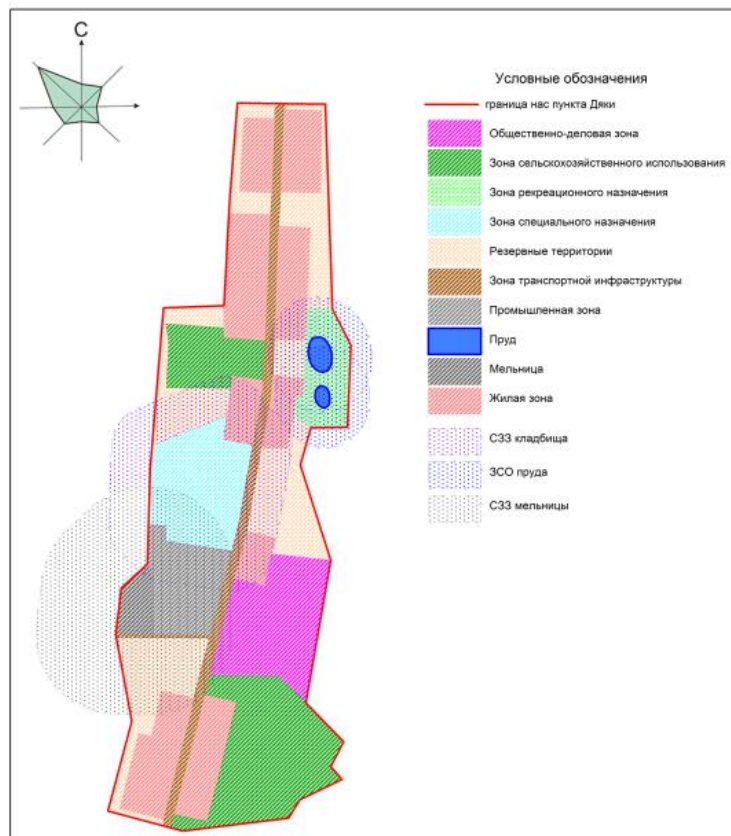 С
Условные обозначения
граница нас пункта Дяки
Общественно-деловая зона
Зона сельскохозяйственного использования
Зона рекреационного назначения
Зона специального назначения
Резервные территории
Зона транспортной инфраструктуры
Промышленная зона
Пруд
Мельница
Жилая зона
СЗЗ кладбища
ЗСО пруда
СЗЗ мельницы